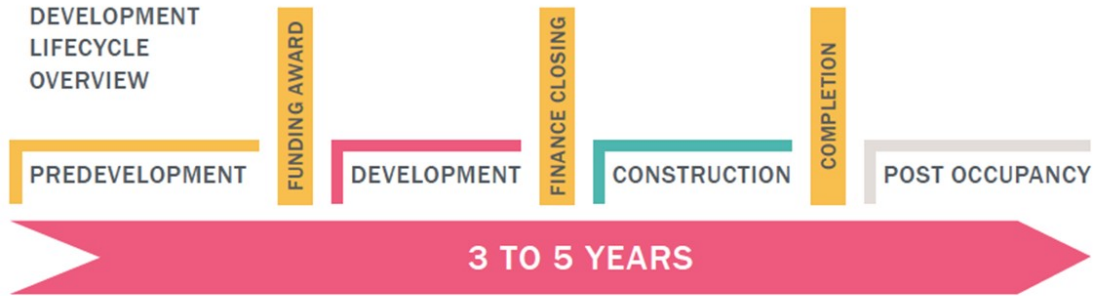 DEVELOPMENT
LIFECYCLE
OVERVIEW
PREDEVELOPMENT
FUNDING AWARD
DEVELOPMENT
FINANCE CLOSING
CONSTRUCTION
COMPLETION
POST OCCUPANCY
3 TO 5 YEARS